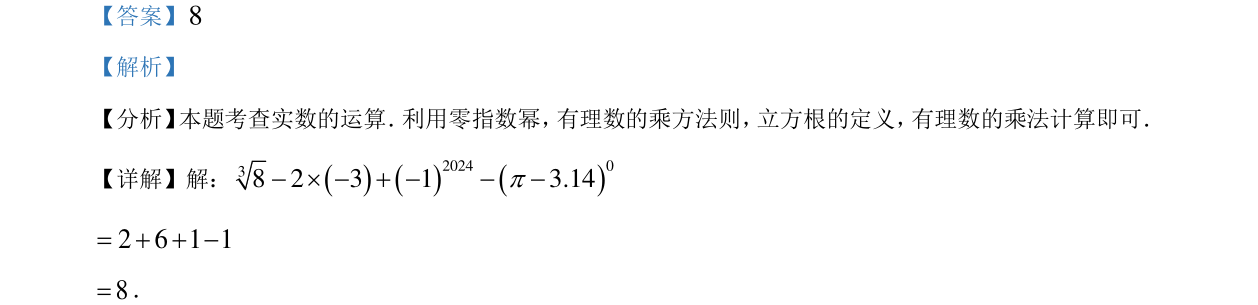 【答案】8
【解析】
【分析】本题考查实数的运算．利用零指数幂，有理数的乘方法则，立方根的定义，有理数的乘法计算即可．
【详解】解：∛8－2×(−3)+(−1)²⁰²⁴－(π－3.14)⁰
=2+6+1−1
=8．